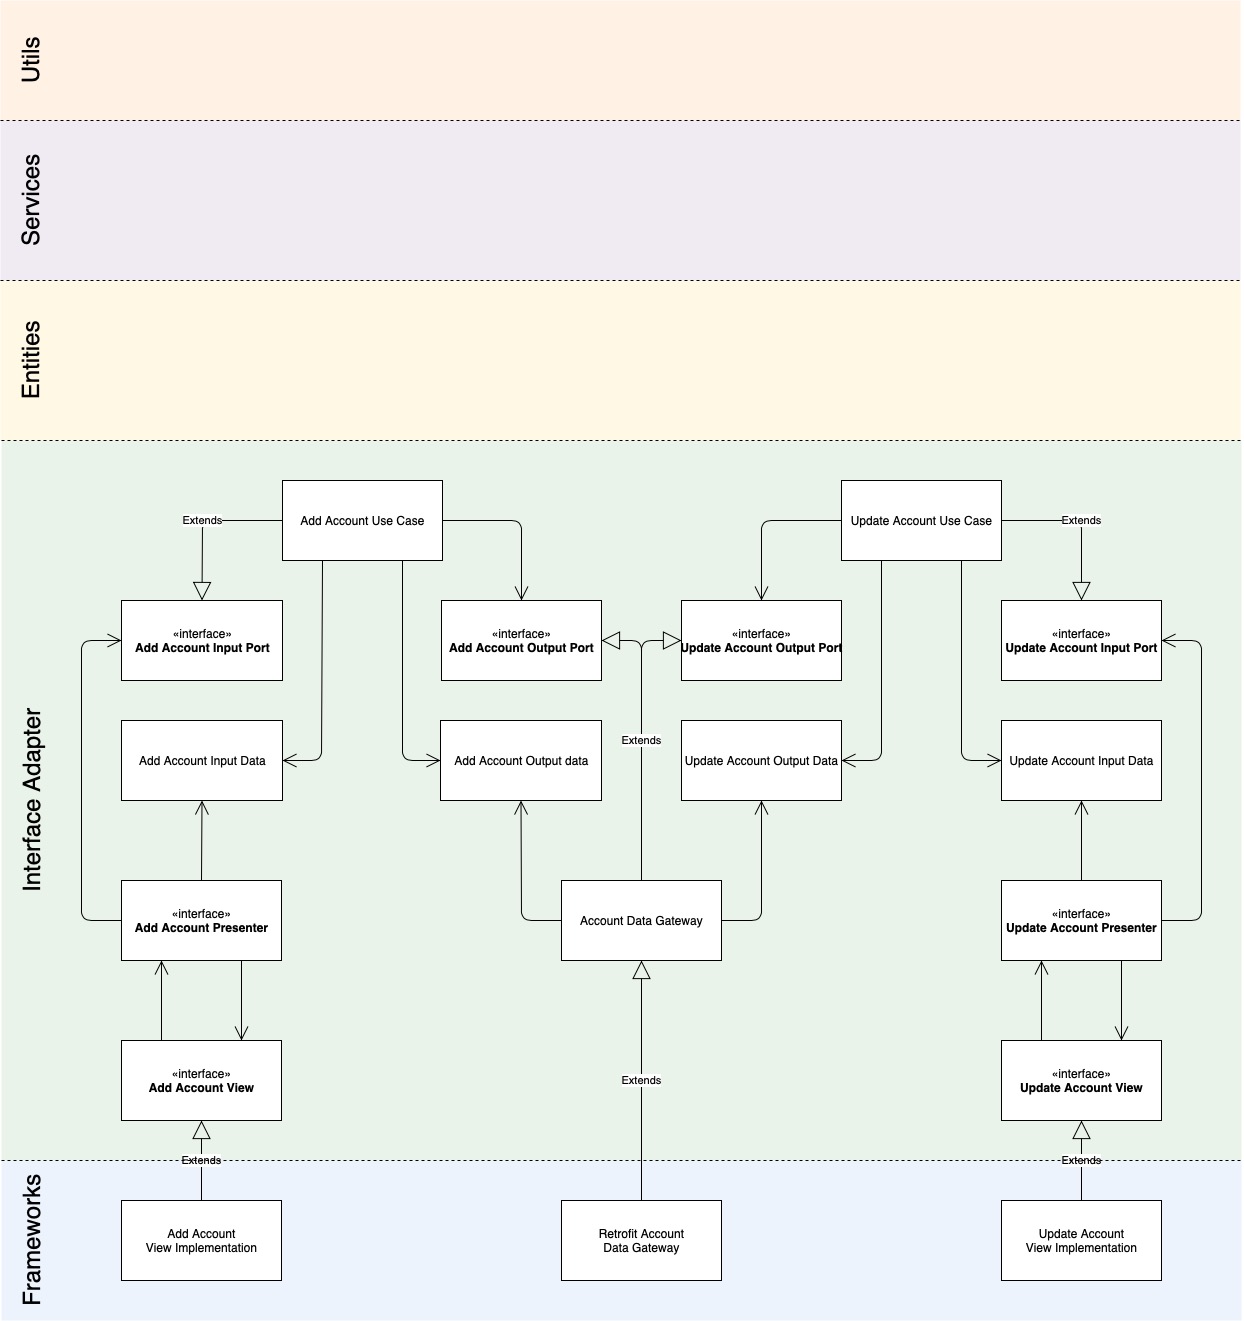 Utils
Services
Entities
Interface Adapter
Frameworks
Extends
Add Account Use Case
Update Account Use Case
Extends
«interface»
Add Account Input Port
«interface»
Add Account Output Port
«interface»
Update Account Output Port
«interface»
Update Account Input Port
Extends
Add Account Input Data
Add Account Output data
Update Account Output Data
Update Account Input Data
«interface»
Add Account Presenter
Account Data Gateway
«interface»
Update Account Presenter
«interface»
Add Account View
Extends
«interface»
Update Account View
Extends
Extends
Add Account
View Implementation
Retrofit Account
Data Gateway
Update Account
View Implementation